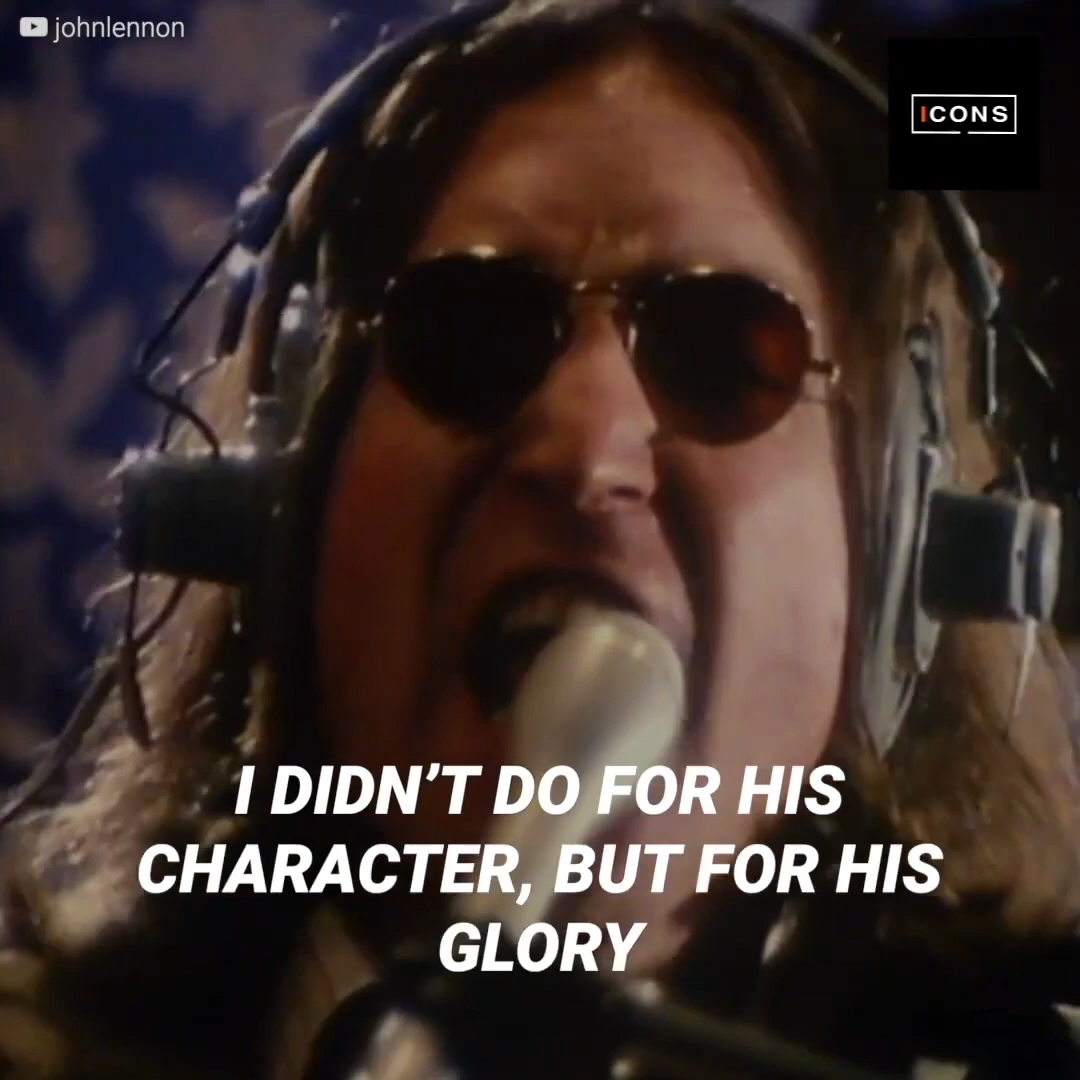 johnlennon
ICONS
I DIDN'T DO FOR HIS
CHARACTER, BUT FOR HIS
GLORY